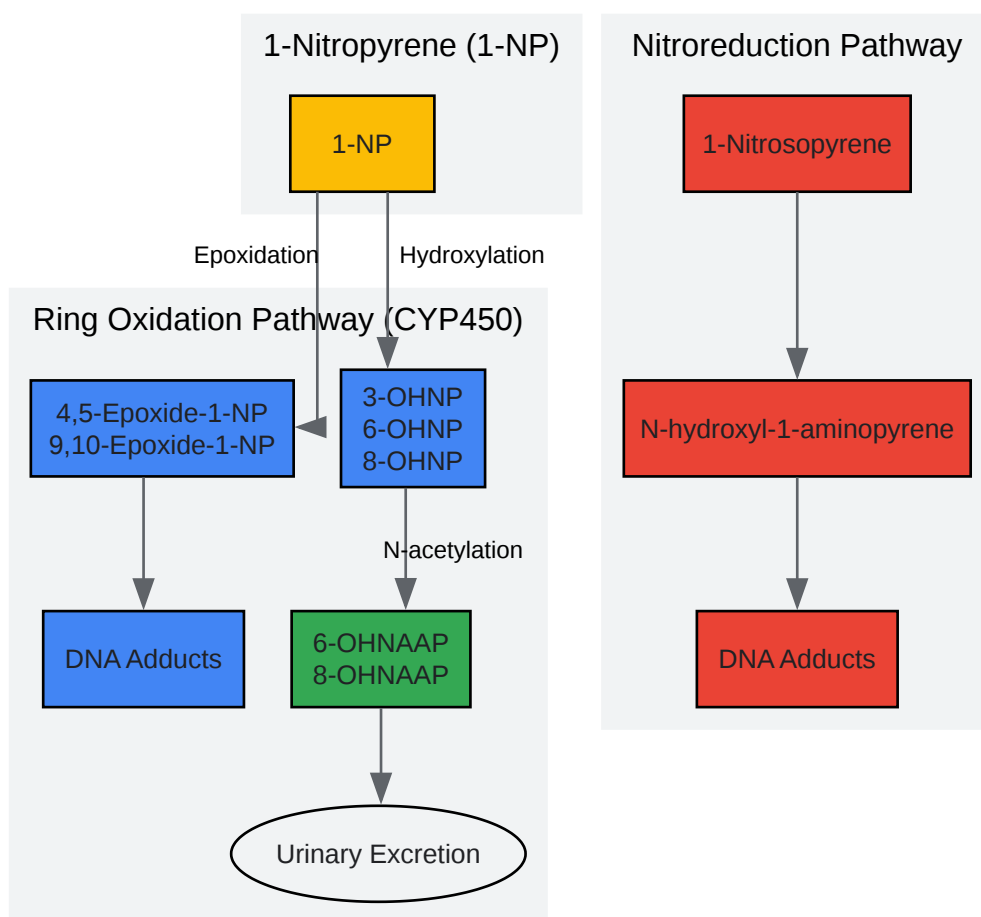 1-Nitropyrene (1-NP)
1-NP
Epoxidation
Hydroxylation
Ring Oxidation Pathway (CYP450)
4,5-Epoxide-1-NP
9,10-Epoxide-1-NP
3-OHNP
6-OHNP
8-OHNP
N-acetylation
DNA Adducts
6-OHNAAP
8-OHNAAP
Urinary Excretion
Nitroreduction Pathway
1-Nitrosopyrene
N-hydroxyl-1-aminopyrene
DNA Adducts